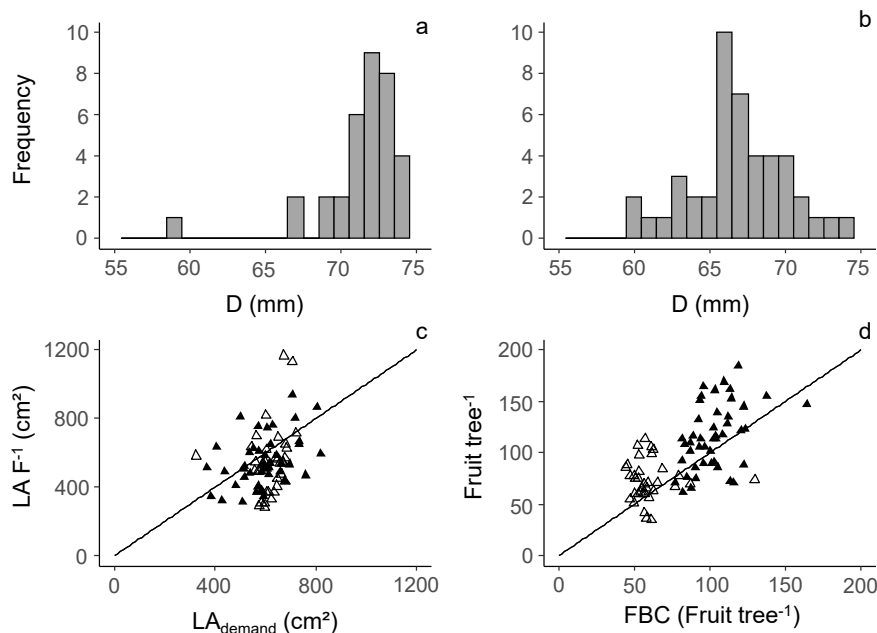 a
10
8
6
4
2
0
Frequency
55 60 65 70 75
D (mm)
b
10
8
6
4
2
0
55 60 65 70 75
D (mm)
c
1200
800
400
0
LA F⁻¹ (cm²)
0 400 800 1200
LA_demand (cm²)
d
200
150
100
50
0
Fruit tree⁻¹
0 50 100 150 200
FBC (Fruit tree⁻¹)